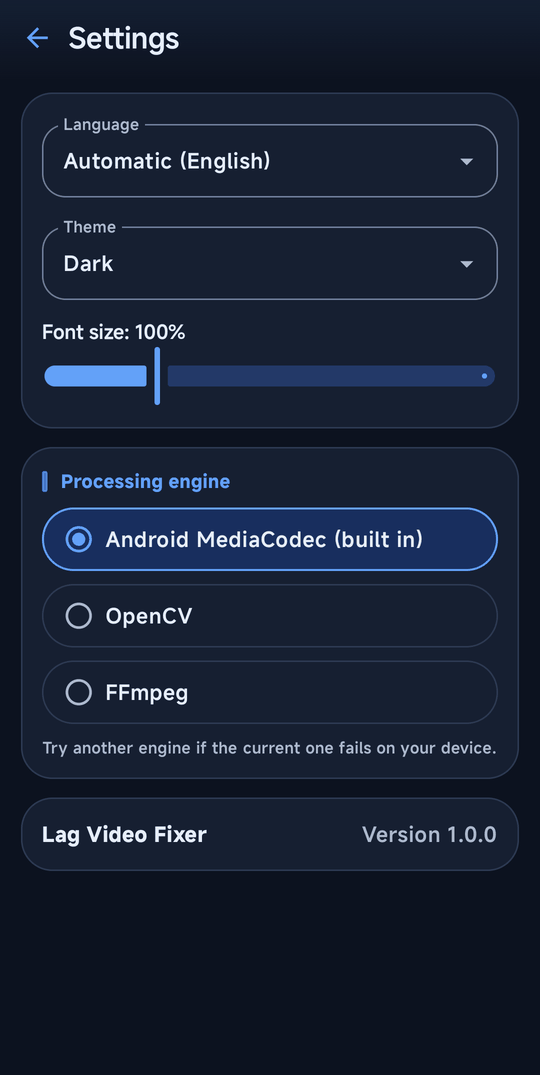 Settings
Language
Automatic (English)
Theme
Dark
Font size: 100%
Processing engine
Android MediaCodec (built in)
OpenCV
FFmpeg
Try another engine if the current one fails on your device.
Lag Video Fixer
Version 1.0.0